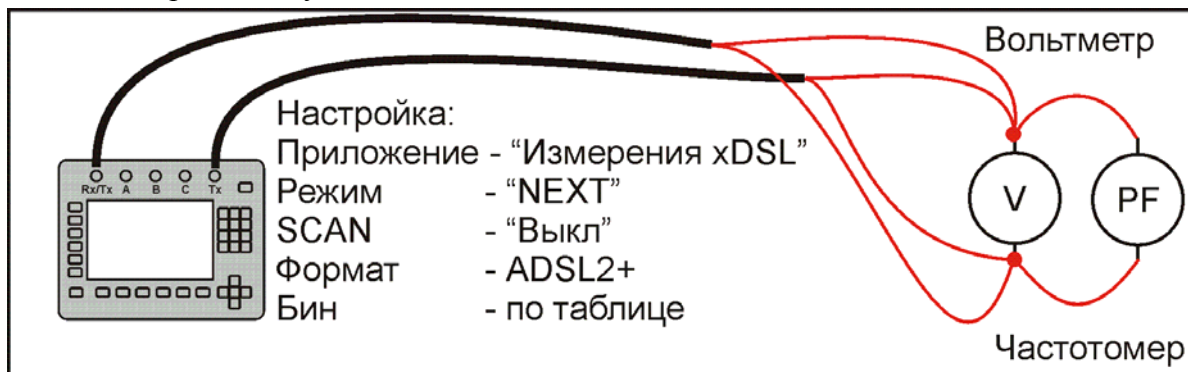 Вольтметр
Настройка:
Приложение - “Измерения xDSL”
Режим - “NEXT”
SCAN - “Выкл”
Формат - ADSL2+
Бин - по таблице
Rx/Tx A B C Tx
V PF
Частотомер